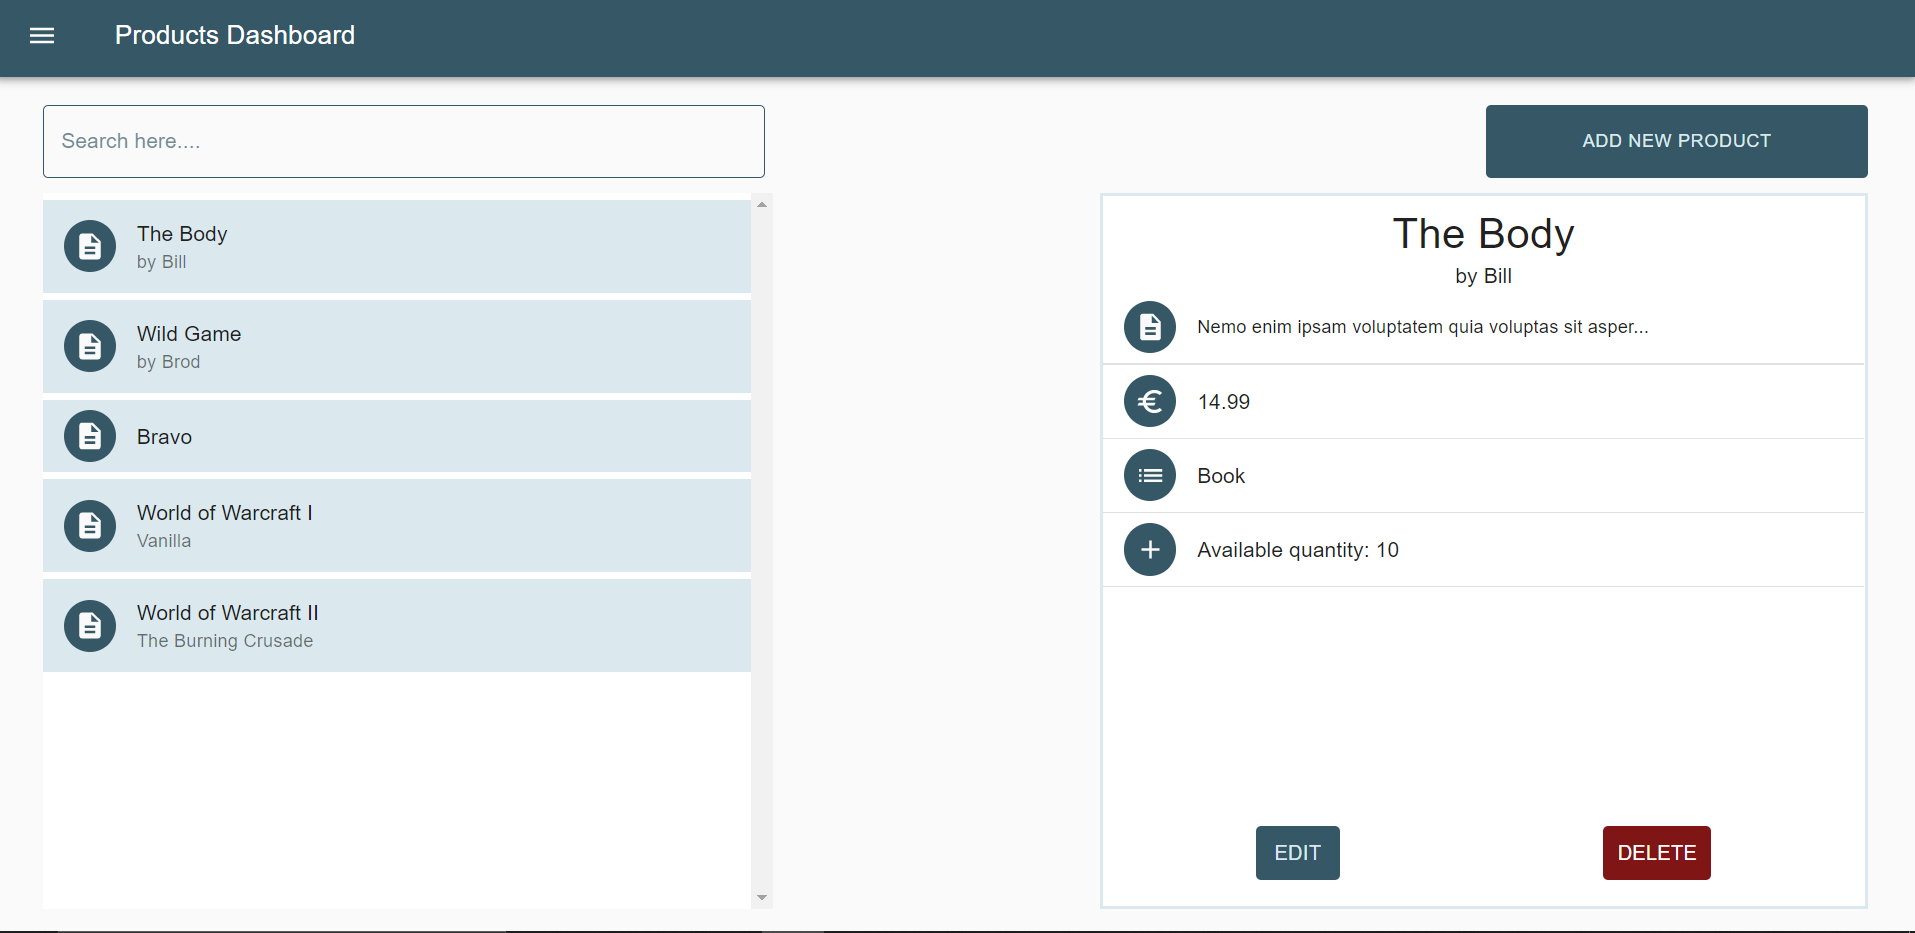 Products Dashboard
Search here....
ADD NEW PRODUCT
The Body
by Bill
Wild Game
by Brod
Bravo
World of Warcraft I
Vanilla
World of Warcraft II
The Burning Crusade
The Body
by Bill
Nemo enim ipsam voluptatem quia voluptas sit asper...
14.99
Book
Available quantity: 10
EDIT
DELETE